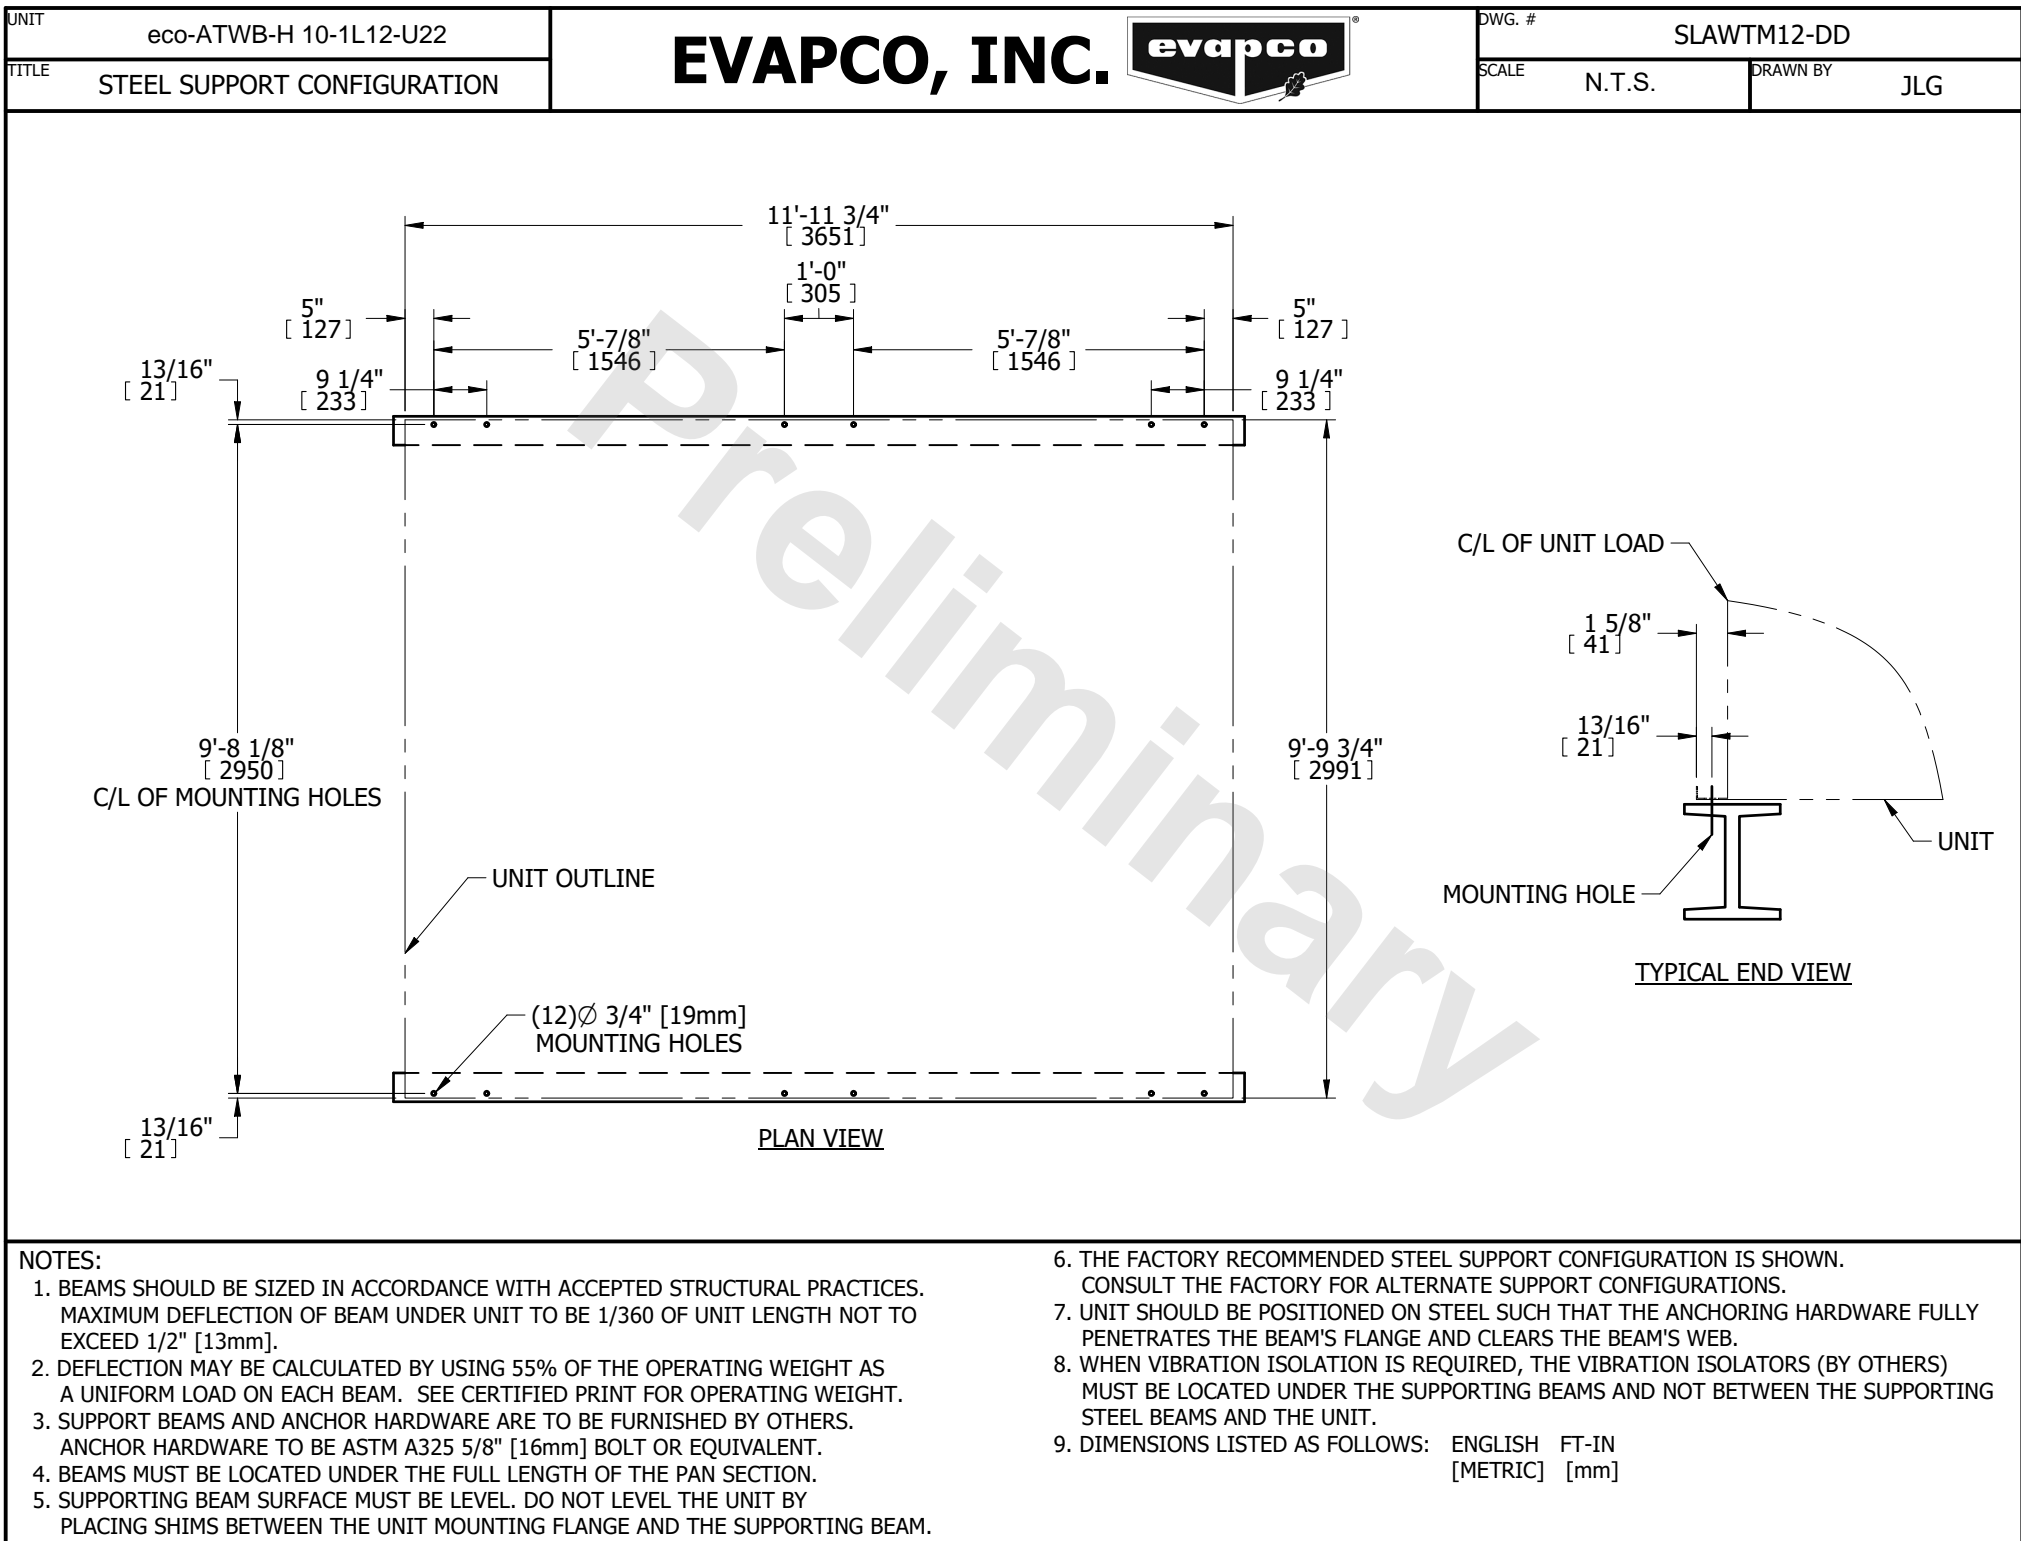 UNIT
eco-ATWB-H 10-1L12-U22
TITLE
STEEL SUPPORT CONFIGURATION
EVAPCO, INC.
evapco
®
DWG. #
SLAWTM12-DD
SCALE
N.T.S.
DRAWN BY
JLG
11'-11 3/4"
[ 3651 ]
1'-0"
[ 305 ]
5"
[ 127 ]
5'-7/8"
[ 1546 ]
5'-7/8"
[ 1546 ]
5"
[ 127 ]
13/16"
[ 21 ]
9 1/4"
[ 233 ]
9 1/4"
[ 233 ]
Preliminary
C/L OF UNIT LOAD
1 5/8"
[ 41 ]
13/16"
[ 21 ]
9'-8 1/8"
[ 2950 ]
C/L OF MOUNTING HOLES
9'-9 3/4"
[ 2991 ]
UNIT
MOUNTING HOLE
TYPICAL END VIEW
UNIT OUTLINE
(12)∅ 3/4" [19mm]
MOUNTING HOLES
13/16"
[ 21 ]
PLAN VIEW
NOTES:
1. BEAMS SHOULD BE SIZED IN ACCORDANCE WITH ACCEPTED STRUCTURAL PRACTICES.
MAXIMUM DEFLECTION OF BEAM UNDER UNIT TO BE 1/360 OF UNIT LENGTH NOT TO
EXCEED 1/2" [13mm].
2. DEFLECTION MAY BE CALCULATED BY USING 55% OF THE OPERATING WEIGHT AS
A UNIFORM LOAD ON EACH BEAM. SEE CERTIFIED PRINT FOR OPERATING WEIGHT.
3. SUPPORT BEAMS AND ANCHOR HARDWARE ARE TO BE FURNISHED BY OTHERS.
ANCHOR HARDWARE TO BE ASTM A325 5/8" [16mm] BOLT OR EQUIVALENT.
4. BEAMS MUST BE LOCATED UNDER THE FULL LENGTH OF THE PAN SECTION.
5. SUPPORTING BEAM SURFACE MUST BE LEVEL. DO NOT LEVEL THE UNIT BY
PLACING SHIMS BETWEEN THE UNIT MOUNTING FLANGE AND THE SUPPORTING BEAM.
6. THE FACTORY RECOMMENDED STEEL SUPPORT CONFIGURATION IS SHOWN.
CONSULT THE FACTORY FOR ALTERNATE SUPPORT CONFIGURATIONS.
7. UNIT SHOULD BE POSITIONED ON STEEL SUCH THAT THE ANCHORING HARDWARE FULLY
PENETRATES THE BEAM'S FLANGE AND CLEARS THE BEAM'S WEB.
8. WHEN VIBRATION ISOLATION IS REQUIRED, THE VIBRATION ISOLATORS (BY OTHERS)
MUST BE LOCATED UNDER THE SUPPORTING BEAMS AND NOT BETWEEN THE SUPPORTING
STEEL BEAMS AND THE UNIT.
9. DIMENSIONS LISTED AS FOLLOWS: ENGLISH FT-IN
[METRIC] [mm]